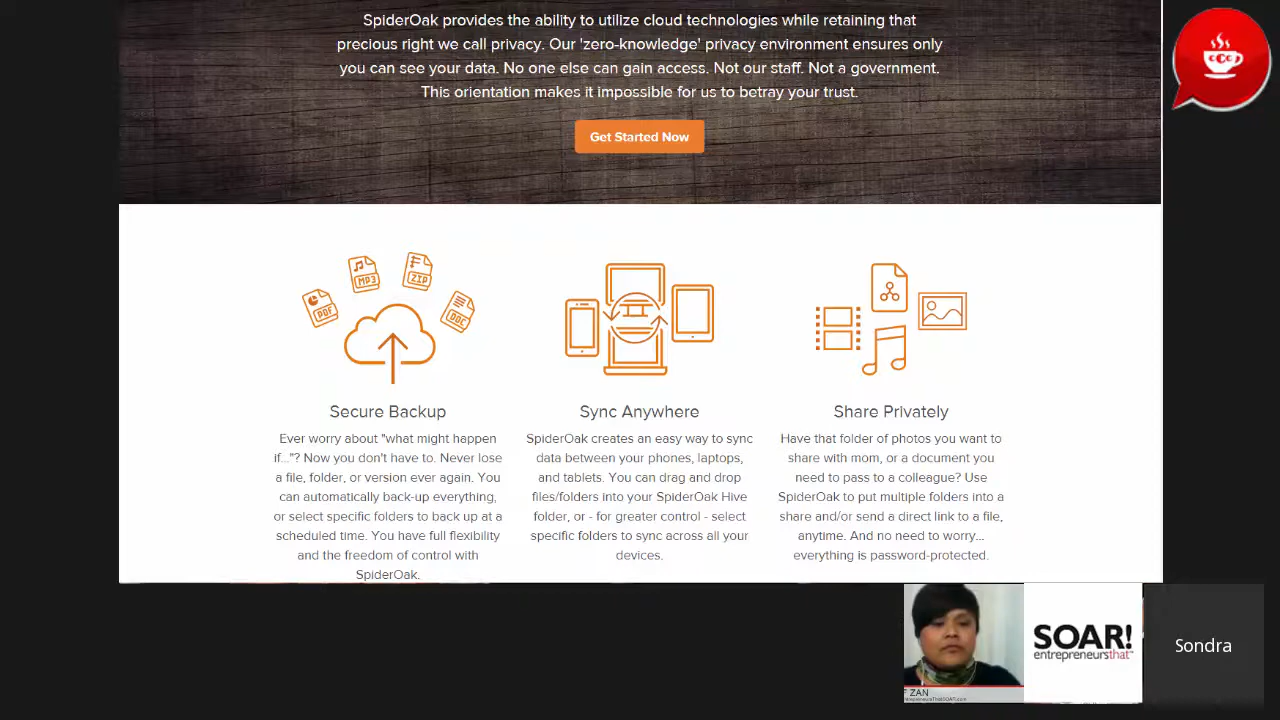 SpiderOak provides the ability to utilize cloud technologies while retaining that
precious right we call privacy. Our 'zero-knowledge' privacy environment ensures only
you can see your data. No one else can gain access. Not our staff. Not a government.
This orientation makes it impossible for us to betray your trust.
Get Started Now
PDF
MP3
ZIP
DOC
Secure Backup
Ever worry about "what might happen
if..."? Now you don't have to. Never lose
a file, folder, or version ever again. You
can automatically back-up everything,
or select specific folders to back up at a
scheduled time. You have full flexibility
and the freedom of control with
SpiderOak.
Sync Anywhere
SpiderOak creates an easy way to sync
data between your phones, laptops,
and tablets. You can drag and drop
files/folders into your SpiderOak Hive
folder, or - for greater control - select
specific folders to sync across all your
devices.
Share Privately
Have that folder of photos you want to
share with mom, or a document you
need to pass to a colleague? Use
SpiderOak to put multiple folders into a
share and/or send a direct link to a file,
anytime. And no need to worry...
everything is password-protected.
ZAN
SOAR!
entrepreneursthat
Sondra